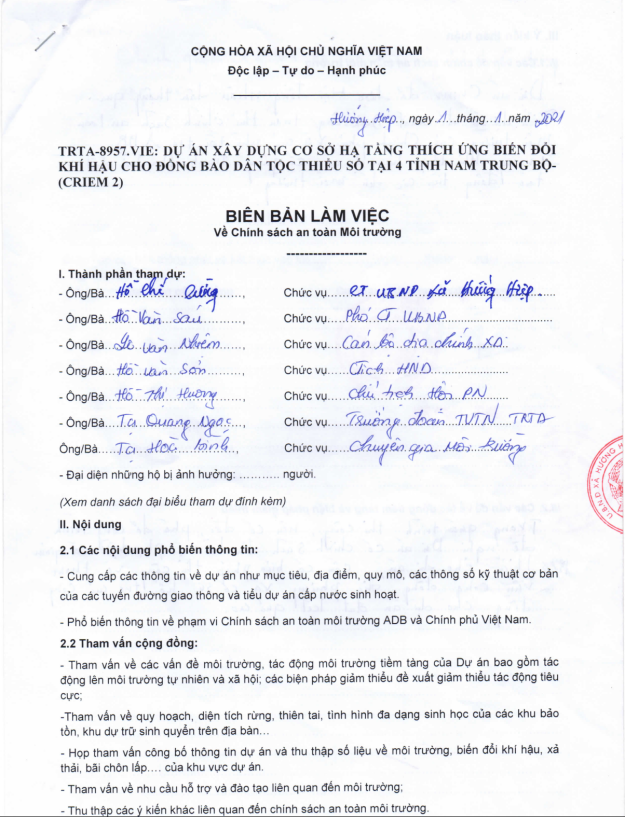 CỘNG HÒA XÃ HỘI CHỦ NGHĨA VIỆT NAM
Độc lập – Tự do – Hạnh phúc
Hướng Hiệp.., ngày 1...tháng...1..năm 2021
TRTA-8957.VIE: DỰ ÁN XÂY DỰNG CƠ SỞ HẠ TẦNG THÍCH ỨNG BIẾN ĐỔI
KHÍ HẬU CHO ĐỒNG BÀO DÂN TỘC THIỂU SỐ TẠI 4 TỈNH NAM TRUNG BỘ-
(CRIEM 2)
BIÊN BẢN LÀM VIỆC
Về Chính sách an toàn Môi trường
------------------
I. Thành phần tham dự:
- Ông/Bà...Hồ ... Chức vụ....CT UBND xã Hướng Hiệp.
- Ông/Bà...Hồ Văn ... Chức vụ....Phó CT UBND
- Ông/Bà... Văn ... Chức vụ....Cán bộ địa chính xã.
- Ông/Bà...Hồ Văn Sơn..., Chức vụ....C.Tịch HND
- Ông/Bà...Hồ Thị Hương..., Chức vụ....Chủ tịch Hội PN
- Ông/Bà...Tạ Quang Ngọc..., Chức vụ....Trưởng đoàn TVTN TRTA
Ông/Bà....Tạ Hoà Bình.., Chức vụ....Chuyên gia Môi trường
- Đại diện những hộ bị ảnh hưởng: ........... người.
(Xem danh sách đại biểu tham dự đính kèm)
II. Nội dung
2.1 Các nội dung phổ biến thông tin:
- Cung cấp các thông tin về dự án như mục tiêu, địa điểm, quy mô, các thông số kỹ thuật cơ bản
của các tuyến đường giao thông và tiểu dự án cấp nước sinh hoạt.
- Phổ biến thông tin về phạm vi Chính sách an toàn môi trường ADB và Chính phủ Việt Nam.
2.2 Tham vấn cộng đồng:
- Tham vấn về các vấn đề môi trường, tác động môi trường tiềm tàng của Dự án bao gồm tác
động lên môi trường tự nhiên và xã hội; các biện pháp giảm thiểu đề xuất giảm thiểu tác động tiêu
cực;
-Tham vấn về quy hoạch, diện tích rừng, thiên tai, tình hình đa dạng sinh học của các khu bảo
tồn, khu dự trữ sinh quyển trên địa bàn…
- Họp tham vấn công bố thông tin dự án và thu thập số liệu về môi trường, biến đổi khí hậu, xả
thải, bãi chôn lấp…. của khu vực dự án.
- Tham vấn về nhu cầu hỗ trợ và đào tạo liên quan đến môi trường;
- Thu thập các ý kiến khác liên quan đến chính sách an toàn môi trường.